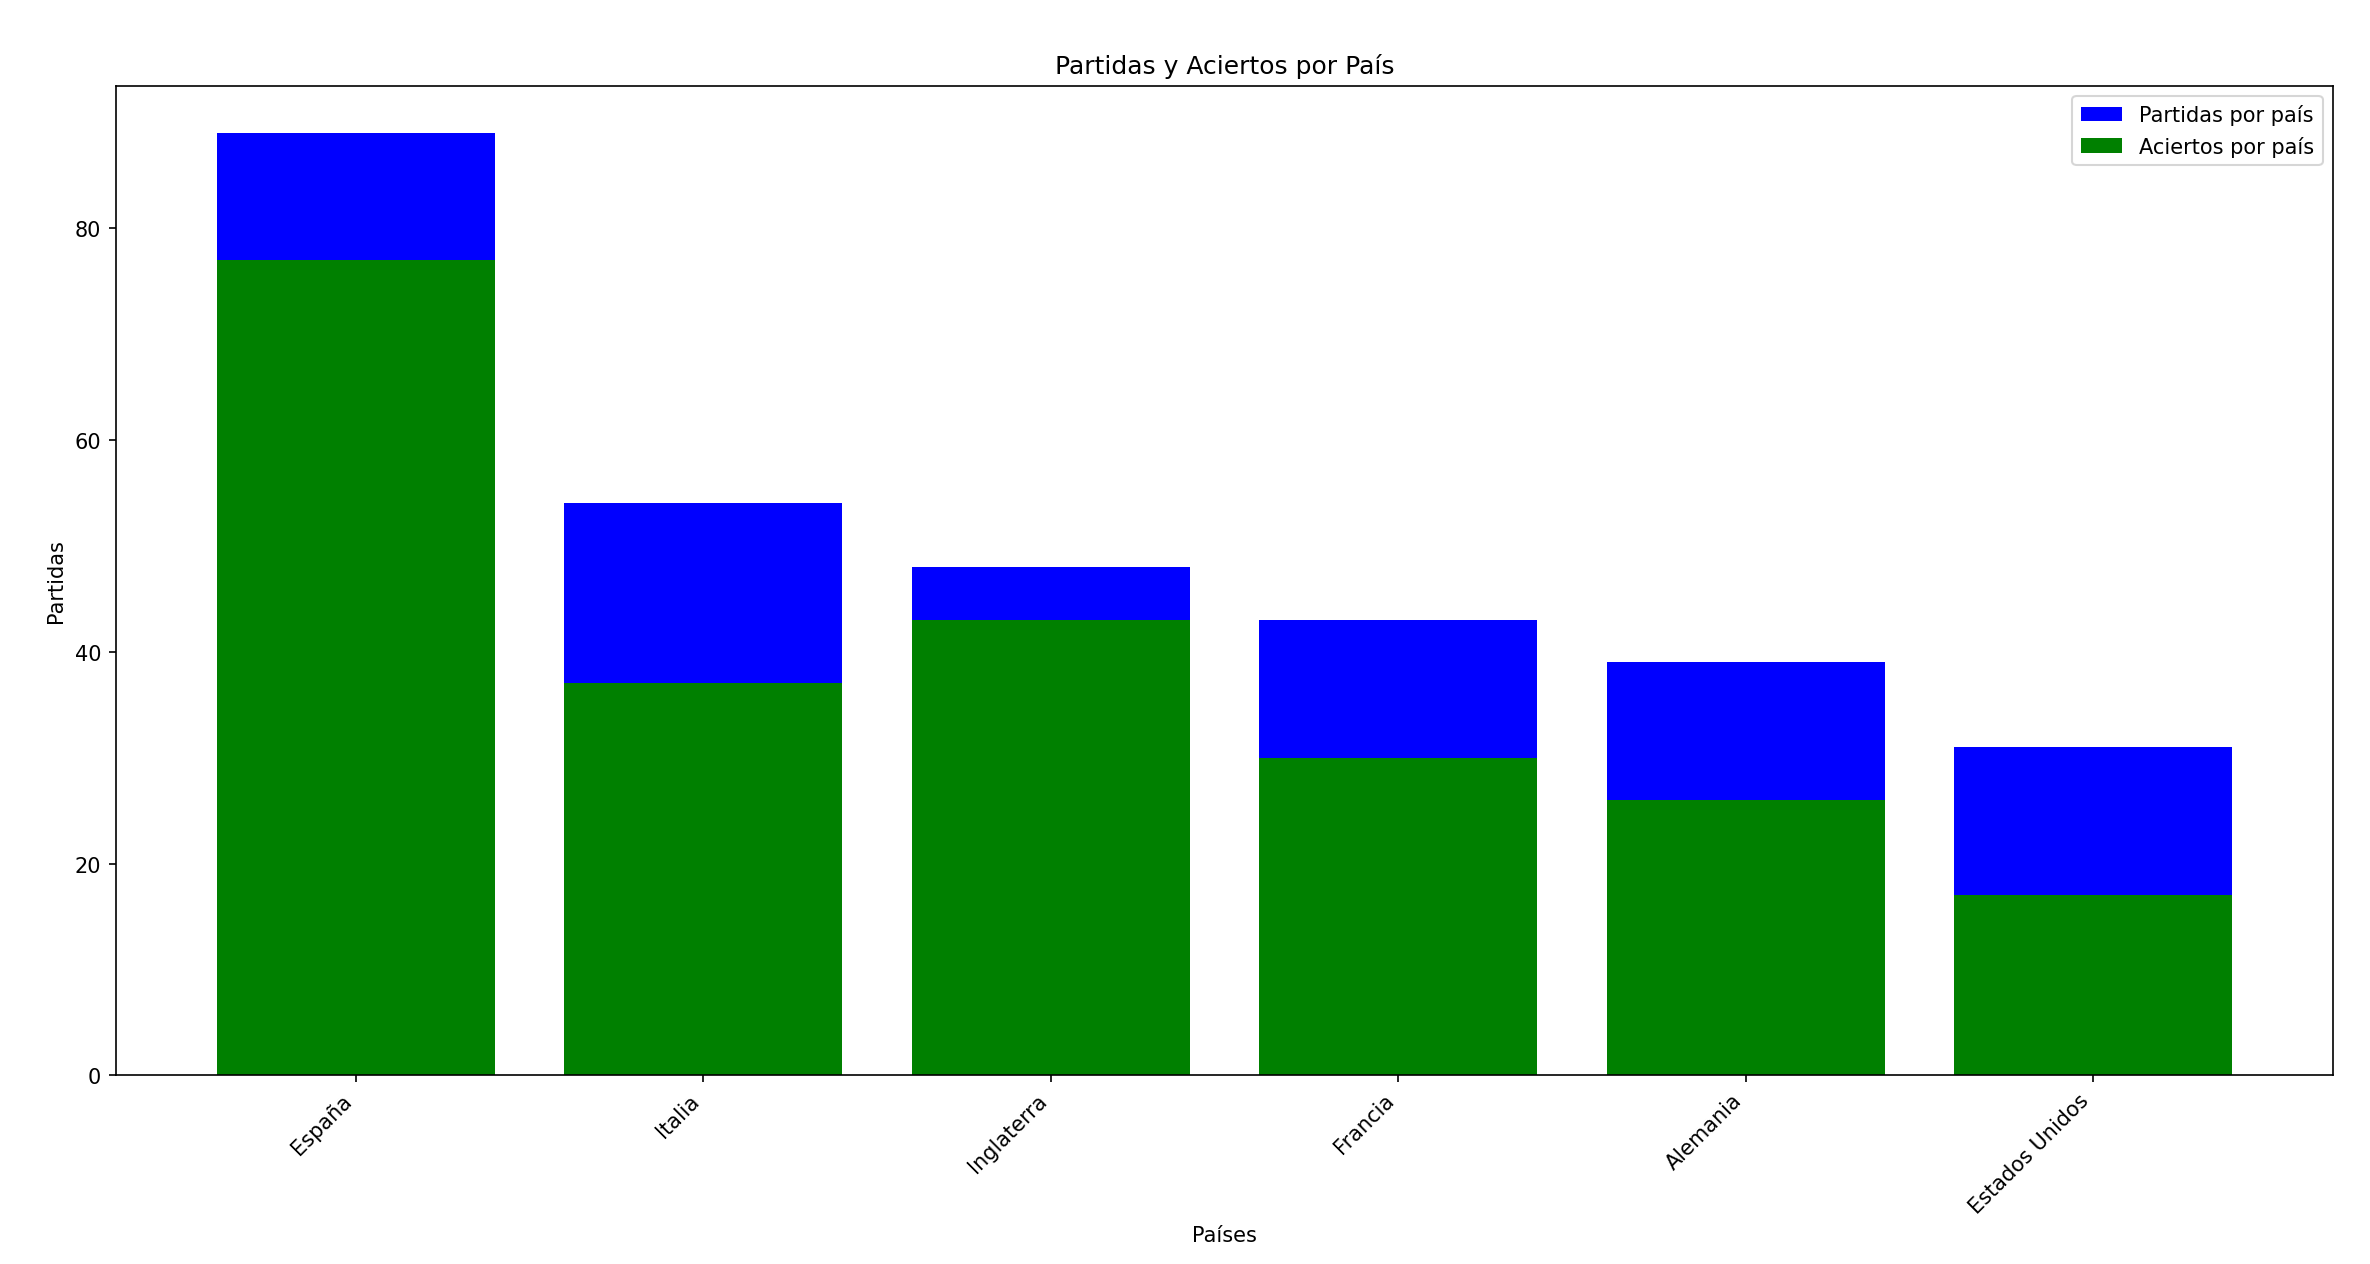 Partidas y Aciertos por País
Partidas por país
Aciertos por país
80
60
40
20
0
Partidas
España
Italia
Inglaterra
Francia
Alemania
Estados Unidos
Países